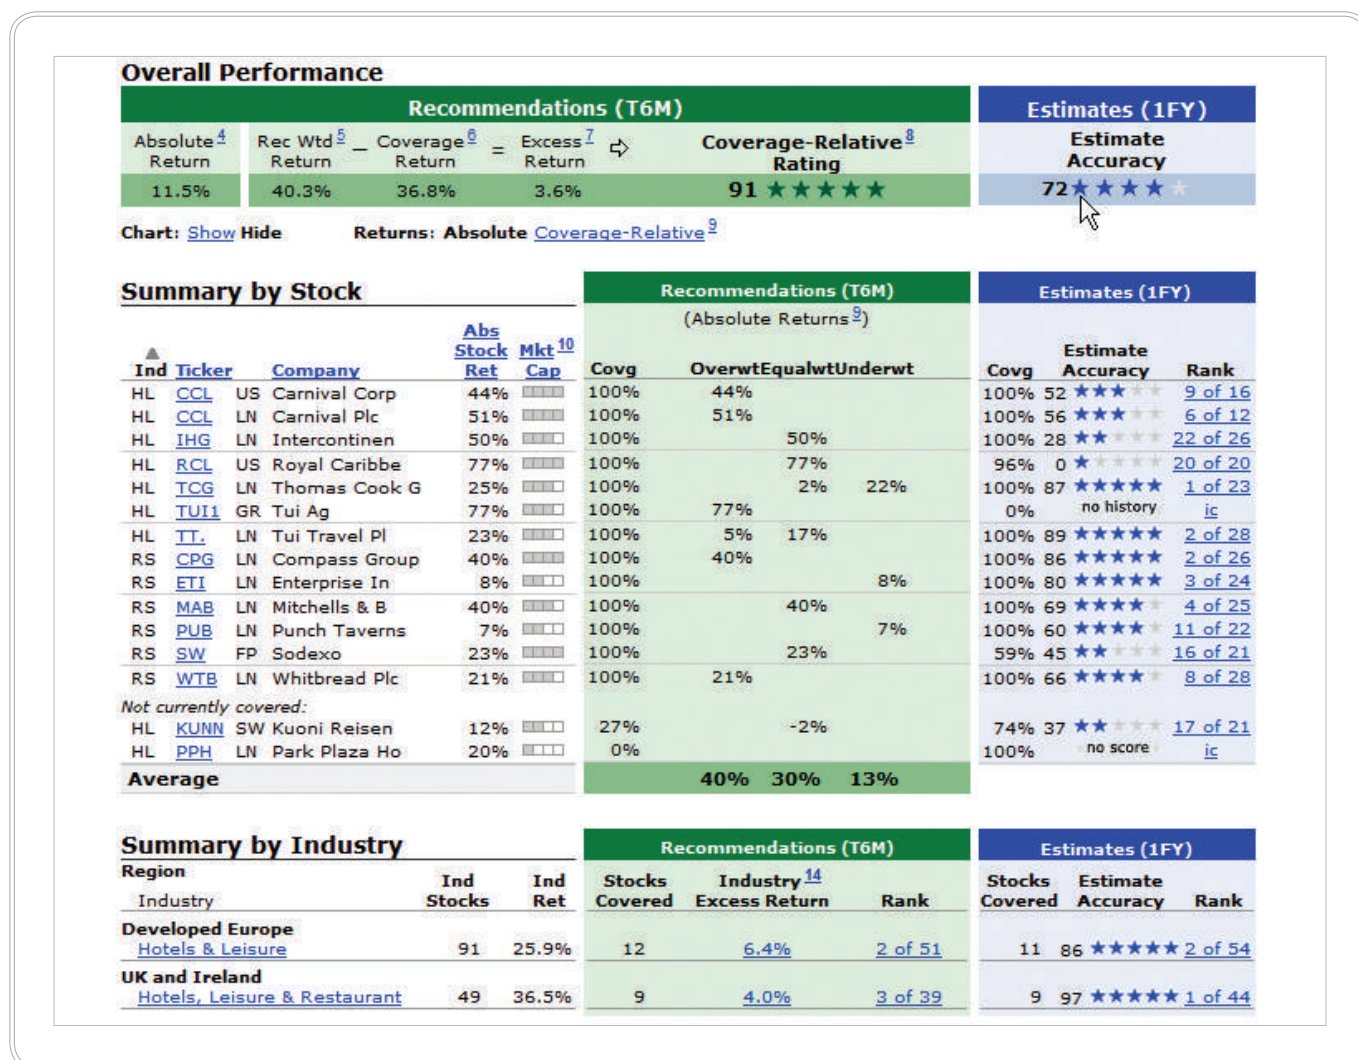 Overall Performance
Recommendations (T6M) Estimates (1FY)
Absolute 4 Return Rec Wtd 5 Return – Coverage 6 Return = Excess 7 Return ⇨ Coverage-Relative 8 Rating Estimate Accuracy
11.5% 40.3% 36.8% 3.6% 91 ★★★★★ 72 ★★★★★
Chart: Show Hide Returns: Absolute Coverage-Relative 9
Summary by Stock Recommendations (T6M) Estimates (1FY)
(Absolute Returns 9)
Ind Ticker Company Abs Stock Ret Mkt 10 Cap Covg Overwt Equalwt Underwt Covg Estimate Accuracy Rank
HL CCL US Carnival Corp 44% 100% 44% 100% 52 ★★★★★ 9 of 16
HL CCL LN Carnival Plc 51% 100% 51% 100% 56 ★★★★★ 6 of 12
HL IHG LN Intercontinen 50% 100% 50% 100% 28 ★★★★★ 22 of 26
HL RCL US Royal Caribbe 77% 100% 77% 96% 0 ★★★★★ 20 of 20
HL TCG LN Thomas Cook G 25% 100% 2% 22% 100% 87 ★★★★★ 1 of 23
HL TUI1 GR Tui Ag 77% 100% 77% 0% no history ic
HL TT. LN Tui Travel Pl 23% 100% 5% 17% 100% 89 ★★★★★ 2 of 28
RS CPG LN Compass Group 40% 100% 40% 100% 86 ★★★★★ 2 of 26
RS ETI LN Enterprise In 8% 100% 8% 100% 80 ★★★★★ 3 of 24
RS MAB LN Mitchells & B 40% 100% 40% 100% 69 ★★★★★ 4 of 25
RS PUB LN Punch Taverns 7% 100% 7% 100% 60 ★★★★★ 11 of 22
RS SW FP Sodexo 23% 100% 23% 59% 45 ★★★★★ 16 of 21
RS WTB LN Whitbread Plc 21% 100% 21% 100% 66 ★★★★★ 8 of 28
Not currently covered:
HL KUNN SW Kuoni Reisen 12% 27% -2% 74% 37 ★★★★★ 17 of 21
HL PPH LN Park Plaza Ho 20% 0% 100% no score ic
Average 40% 30% 13%
Summary by Industry Recommendations (T6M) Estimates (1FY)
Region
Industry Ind Stocks Ind Ret Stocks Covered Industry 14 Excess Return Rank Stocks Covered Estimate Accuracy Rank
Developed Europe
Hotels & Leisure 91 25.9% 12 6.4% 2 of 51 11 86 ★★★★★ 2 of 54
UK and Ireland
Hotels, Leisure & Restaurant 49 36.5% 9 4.0% 3 of 39 9 97 ★★★★★ 1 of 44